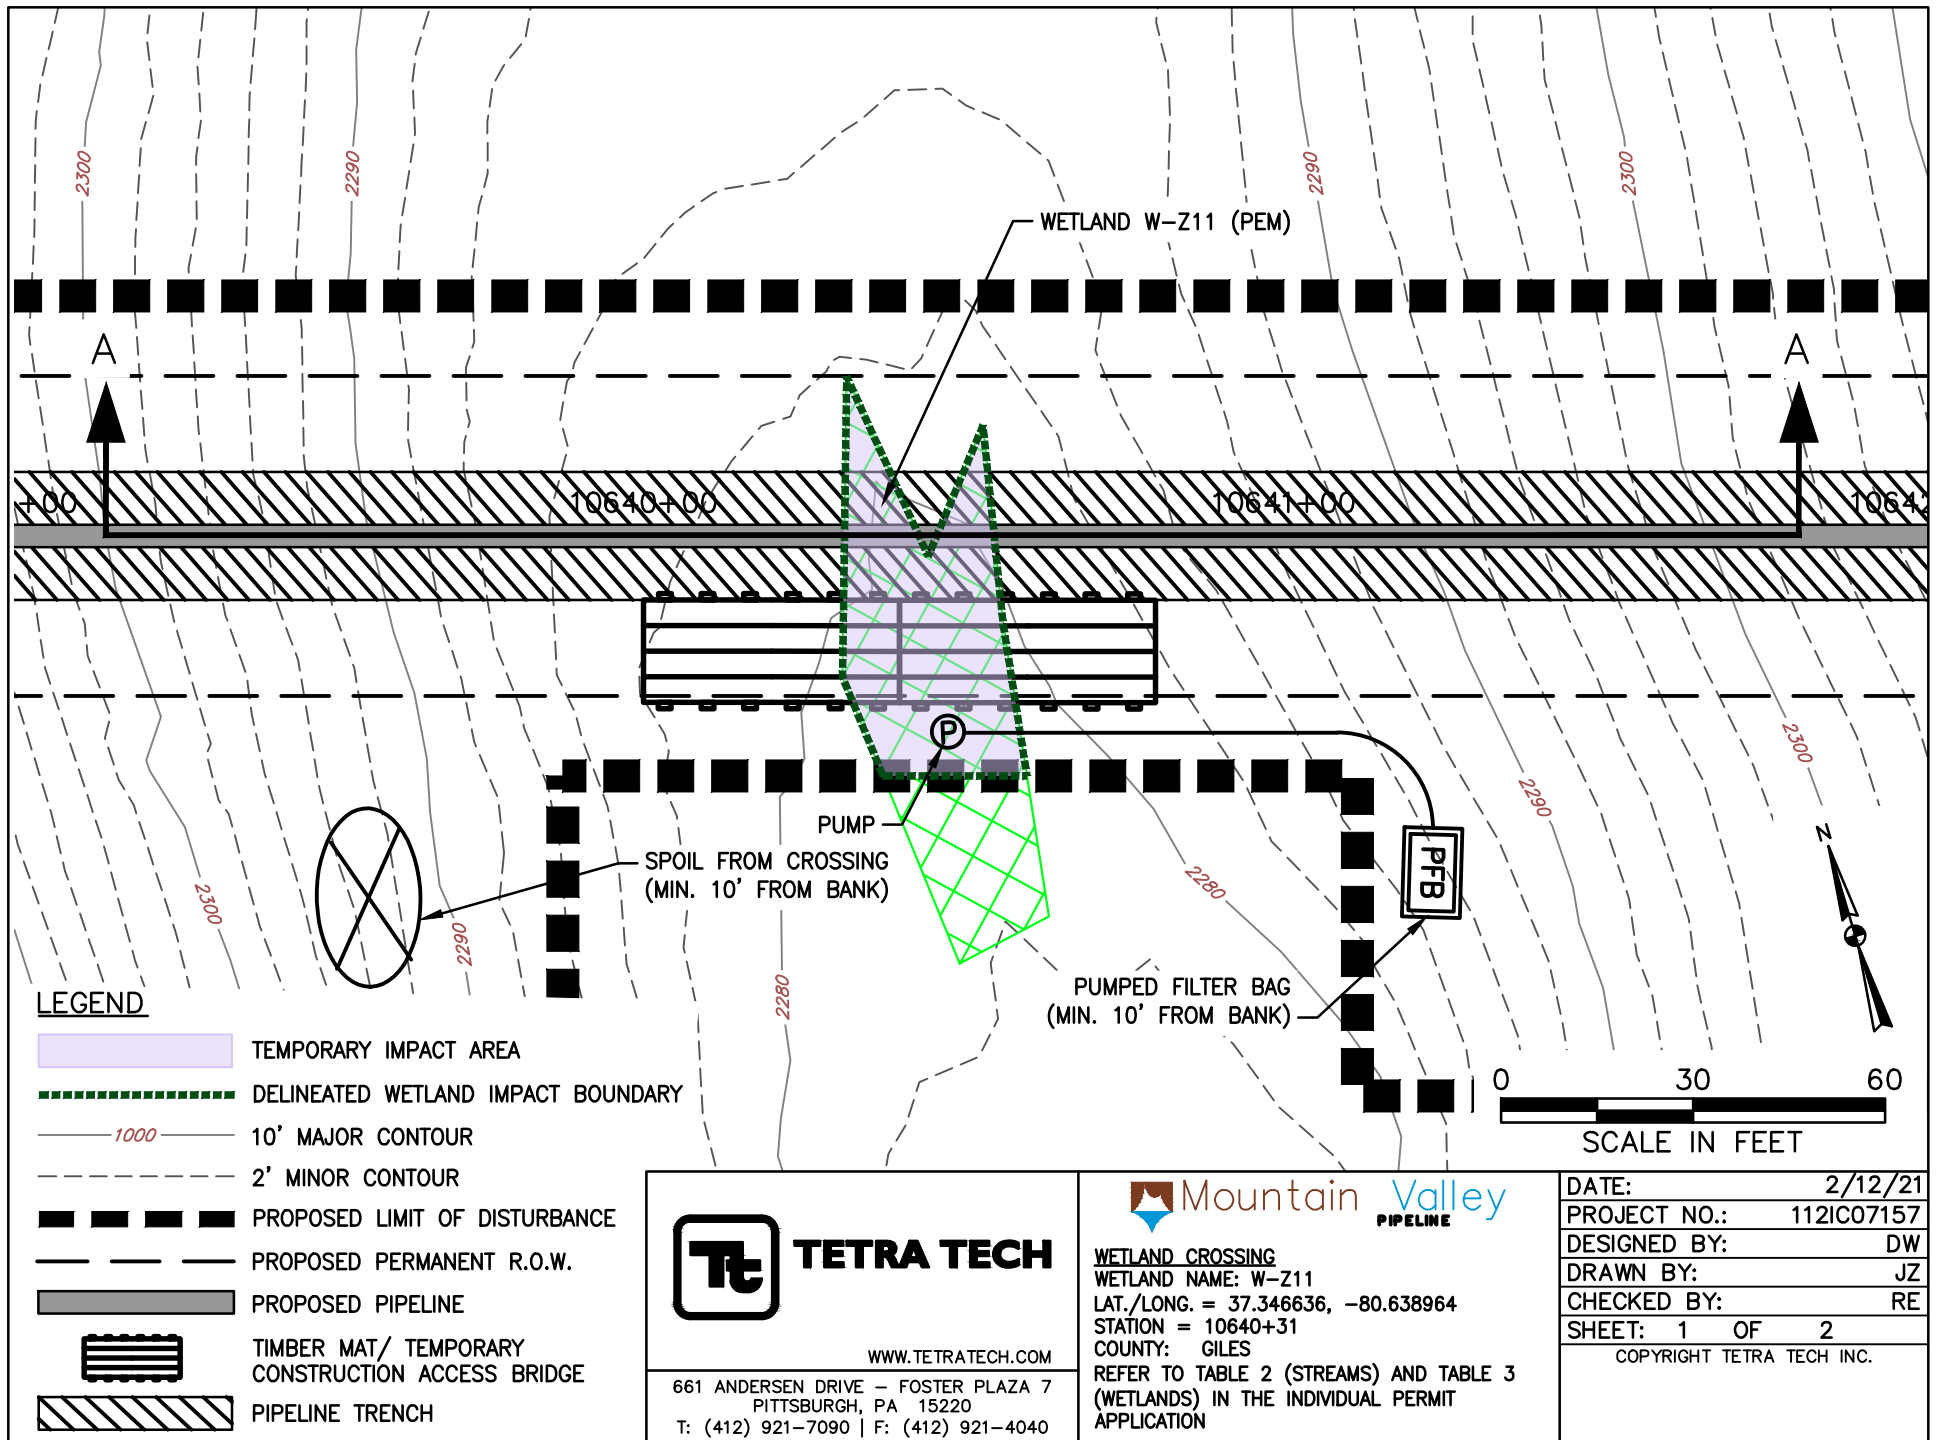 2300
2290
2290
2300
WETLAND W-Z11 (PEM)
A
A
+00
10640+00
10641+00
10642
P
PUMP
SPOIL FROM CROSSING
(MIN. 10' FROM BANK)
2300
2290
2280
2280
2290
2300
PFB
PUMPED FILTER BAG
(MIN. 10' FROM BANK)
N
0 30 60
SCALE IN FEET
LEGEND
TEMPORARY IMPACT AREA
DELINEATED WETLAND IMPACT BOUNDARY
1000
10' MAJOR CONTOUR
2' MINOR CONTOUR
PROPOSED LIMIT OF DISTURBANCE
PROPOSED PERMANENT R.O.W.
PROPOSED PIPELINE
TIMBER MAT/ TEMPORARY
CONSTRUCTION ACCESS BRIDGE
PIPELINE TRENCH
Tt
TETRA TECH
WWW.TETRATECH.COM
661 ANDERSEN DRIVE – FOSTER PLAZA 7
PITTSBURGH, PA 15220
T: (412) 921-7090 | F: (412) 921-4040
Mountain Valley
PIPELINE
WETLAND CROSSING
WETLAND NAME: W-Z11
LAT./LONG. = 37.346636, -80.638964
STATION = 10640+31
COUNTY: GILES
REFER TO TABLE 2 (STREAMS) AND TABLE 3
(WETLANDS) IN THE INDIVIDUAL PERMIT
APPLICATION
DATE: 2/12/21
PROJECT NO.: 112IC07157
DESIGNED BY: DW
DRAWN BY: JZ
CHECKED BY: RE
SHEET: 1 OF 2
COPYRIGHT TETRA TECH INC.